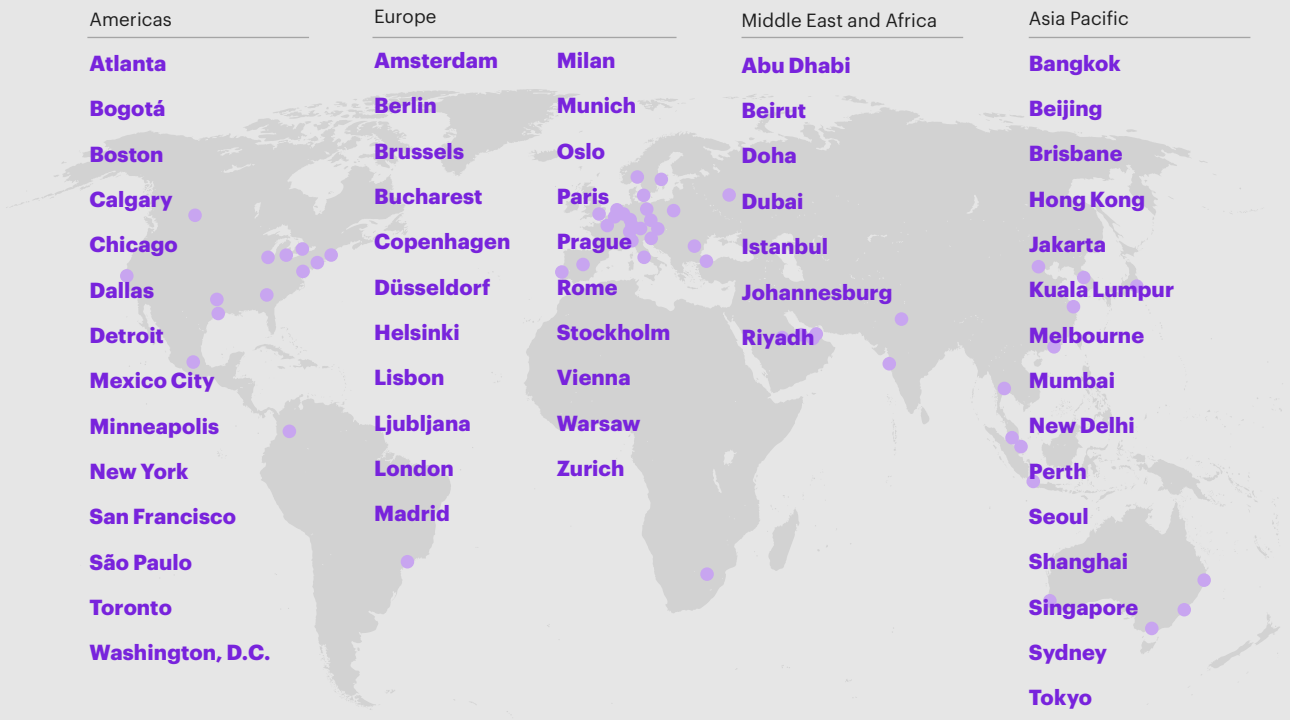 Americas
Atlanta
Bogotá
Boston
Calgary
Chicago
Dallas
Detroit
Mexico City
Minneapolis
New York
San Francisco
São Paulo
Toronto
Washington, D.C.
Europe
Amsterdam
Berlin
Brussels
Bucharest
Copenhagen
Düsseldorf
Helsinki
Lisbon
Ljubljana
London
Madrid
Milan
Munich
Oslo
Paris
Prague
Rome
Stockholm
Vienna
Warsaw
Zurich
Middle East and Africa
Abu Dhabi
Beirut
Doha
Dubai
Istanbul
Johannesburg
Riyadh
Asia Pacific
Bangkok
Beijing
Brisbane
Hong Kong
Jakarta
Kuala Lumpur
Melbourne
Mumbai
New Delhi
Perth
Seoul
Shanghai
Singapore
Sydney
Tokyo